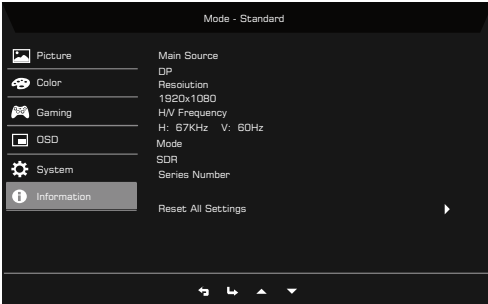 Mode - Standard
Picture
Color
Gaming
OSD
System
Information
Main Source
DP
Resoiution
1920x1080
H/V Frequency
H: 67KHz V: 60Hz
Mode
SDR
Series Number
Reset All Settings